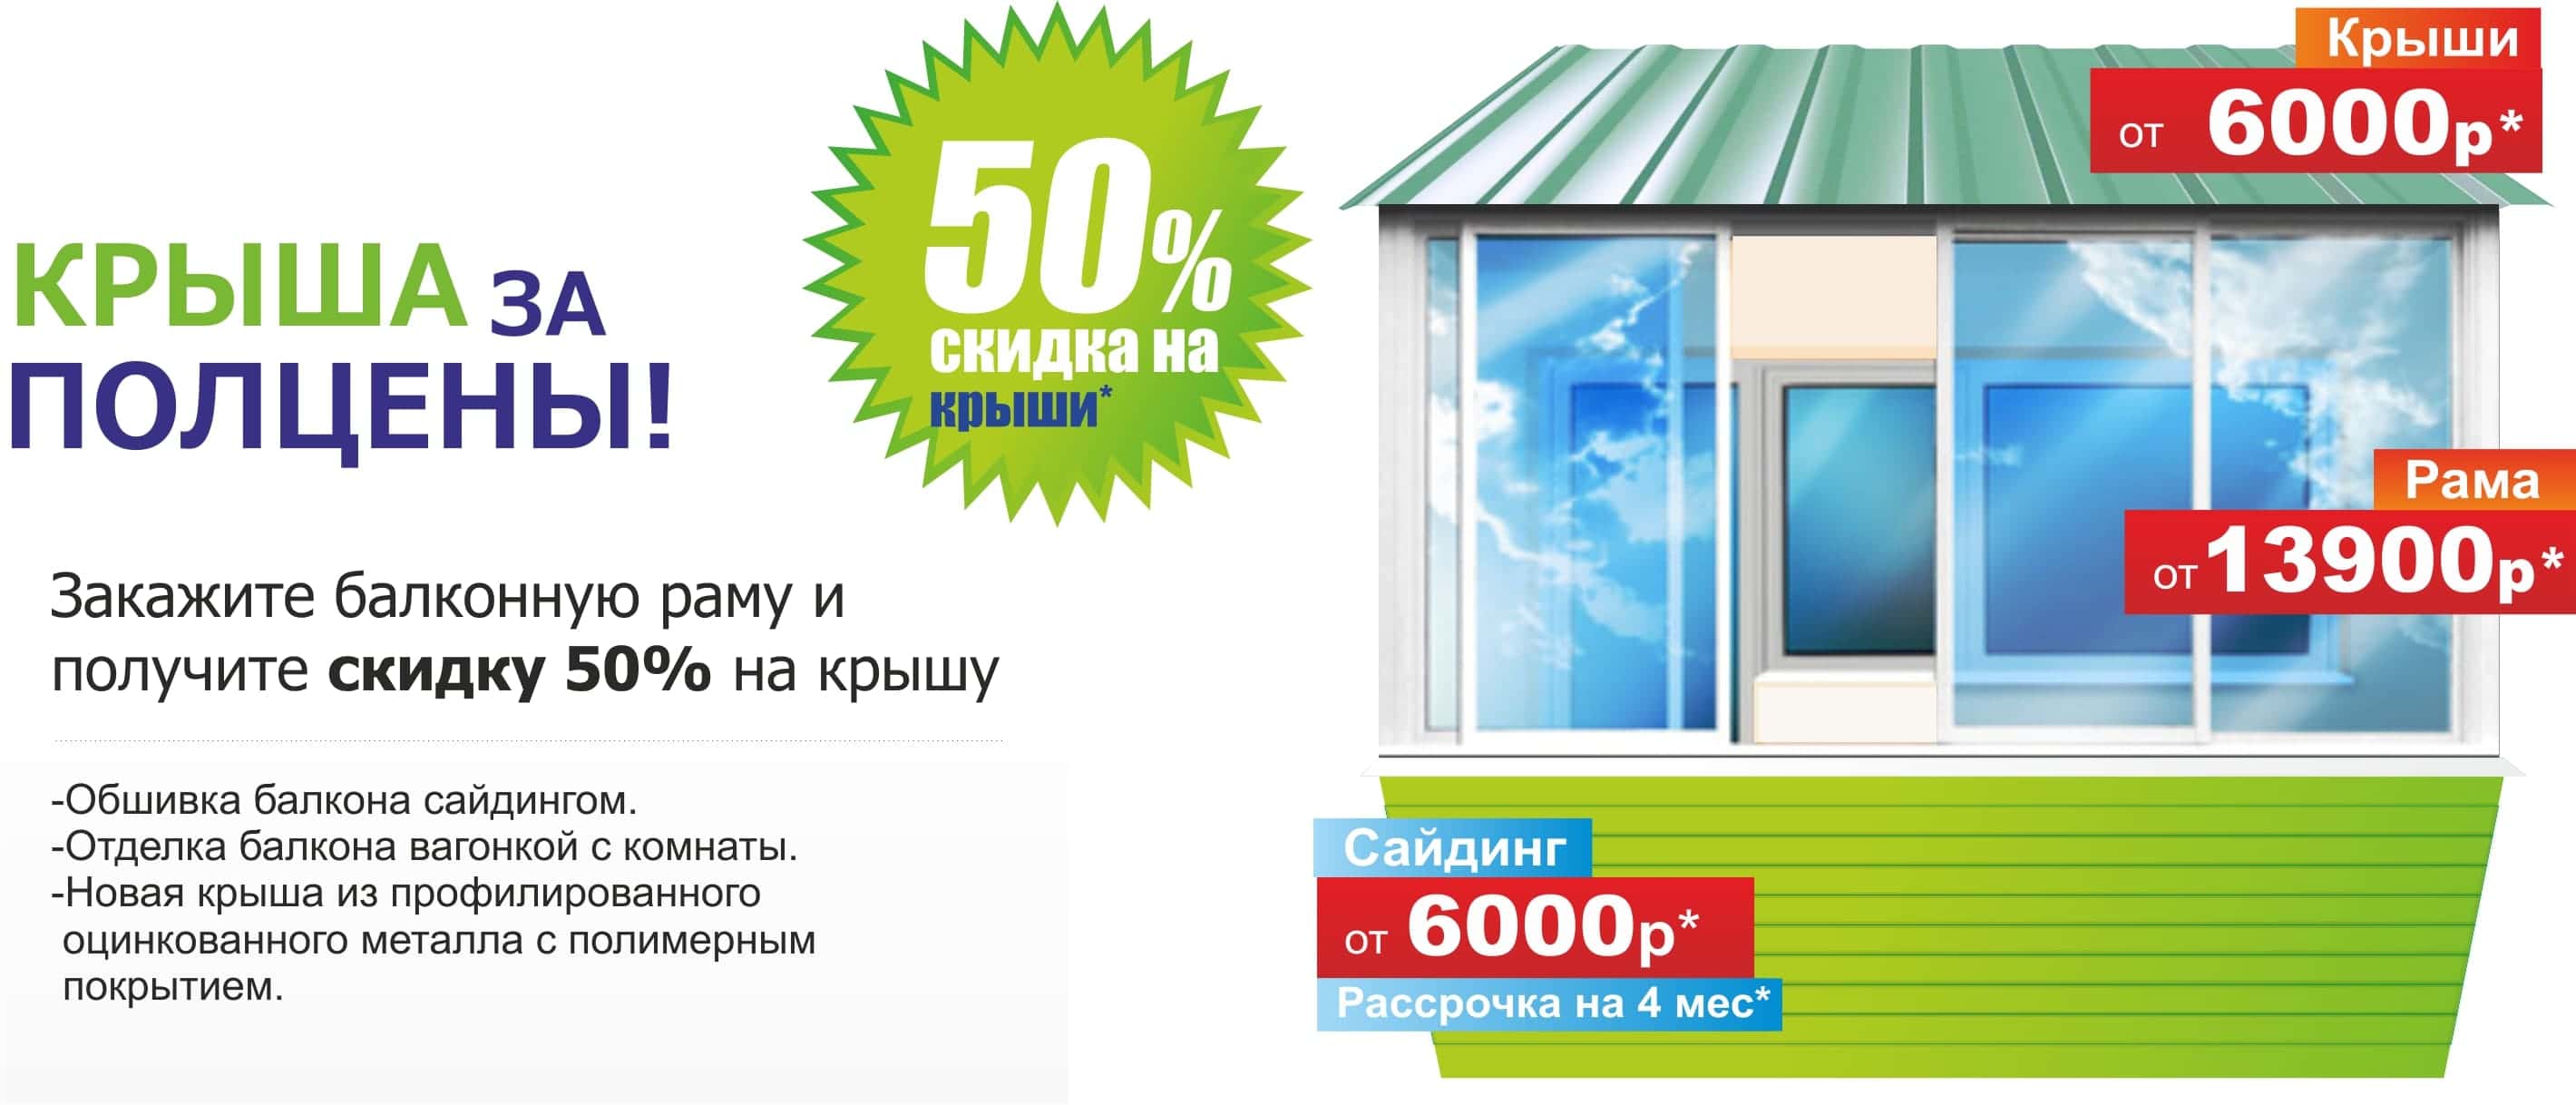 КРЫША ЗА
ПОЛЦЕНЫ!
50%
скидка на
крыши*
Закажите балконную раму и
получите скидку 50% на крышу
-Обшивка балкона сайдингом.
-Отделка балкона вагонкой с комнаты.
-Новая крыша из профилированного
оцинкованного металла с полимерным
покрытием.
Крыши
от 6000р*
Рама
от 13900р*
Сайдинг
от 6000р*
Рассрочка на 4 мес*